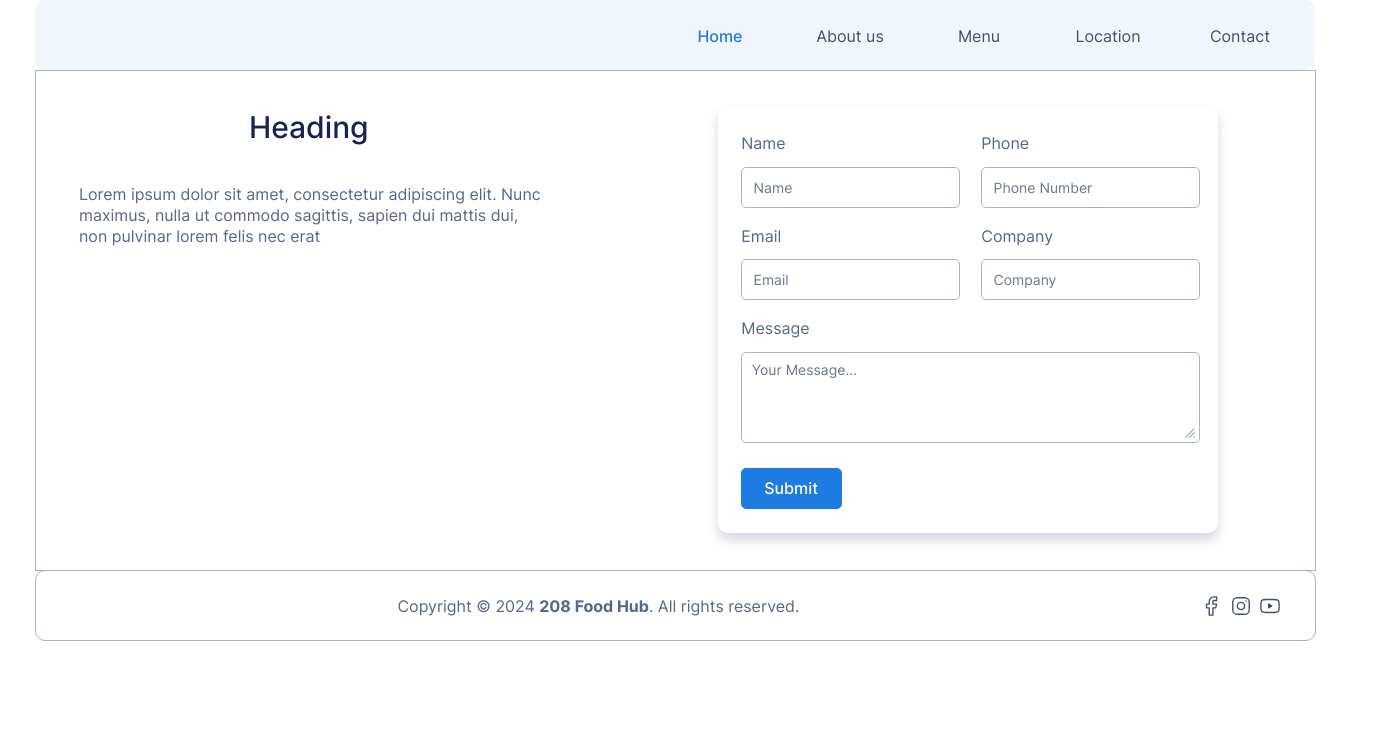 Home About us Menu Location Contact
Heading
Lorem ipsum dolor sit amet, consectetur adipiscing elit. Nunc
maximus, nulla ut commodo sagittis, sapien dui mattis dui,
non pulvinar lorem felis nec erat
Name Phone
Name Phone Number
Email Company
Email Company
Message
Your Message...
Submit
Copyright © 2024 208 Food Hub. All rights reserved.